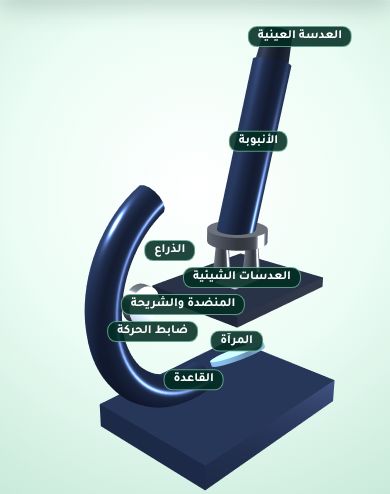 العدسة العينية
الأنبوبة
الذراع
العدسات الشيئية
المنضدة والشريحة
ضابط الحركة
المرآة
القاعدة